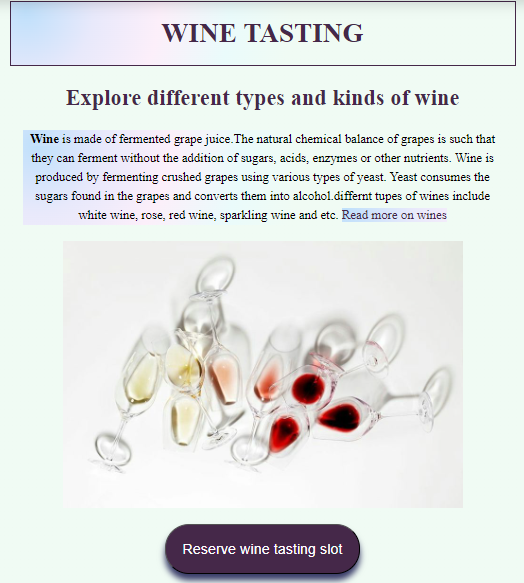 WINE TASTING
Explore different types and kinds of wine
Wine is made of fermented grape juice.The natural chemical balance of grapes is such that
they can ferment without the addition of sugars, acids, enzymes or other nutrients. Wine is
produced by fermenting crushed grapes using various types of yeast. Yeast consumes the
sugars found in the grapes and converts them into alcohol.differnt tupes of wines include
white wine, rose, red wine, sparkling wine and etc. Read more on wines
Reserve wine tasting slot